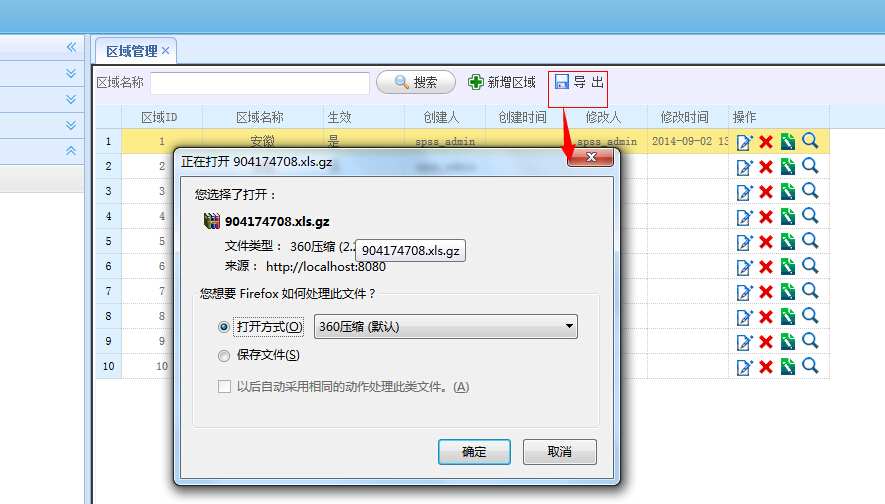 区域管理
区域名称 搜索 新增区域 导 出
区域ID 区域名称 生效 创建人 创建时间 修改人 修改时间 操作
1 1 安徽 是 spss_admin spss_admin 2014-09-02 13
正在打开 904174708.xls.gz
2 2
您选择了打开：
3 3
904174708.xls.gz
4 4
文件类型： 360压缩 (2.2
904174708.xls.gz
5 5
来源： http://localhost:8080
6 6
您想要 Firefox 如何处理此文件？
7 7
打开方式(O) 360压缩 (默认)
8 8
保存文件(S)
9 9
以后自动采用相同的动作处理此类文件。(A)
10 10
确定 取消